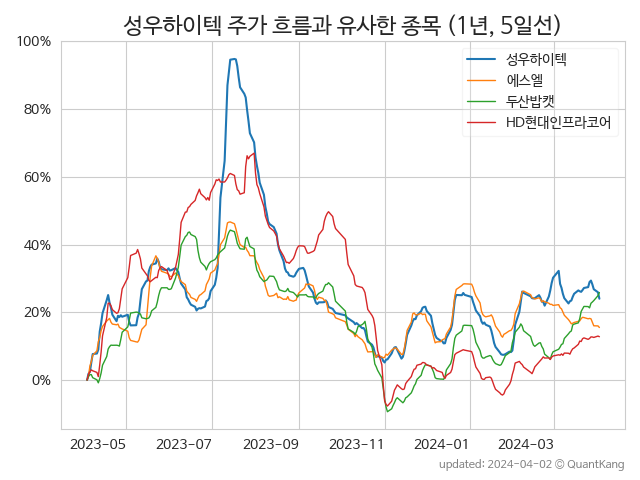 성우하이텍 주가 흐름과 유사한 종목 (1년, 5일선)
100%
80%
60%
40%
20%
0%
성우하이텍
에스엘
두산밥캣
HD현대인프라코어
2023-05 2023-07 2023-09 2023-11 2024-01 2024-03
updated: 2024-04-02 © QuantKang